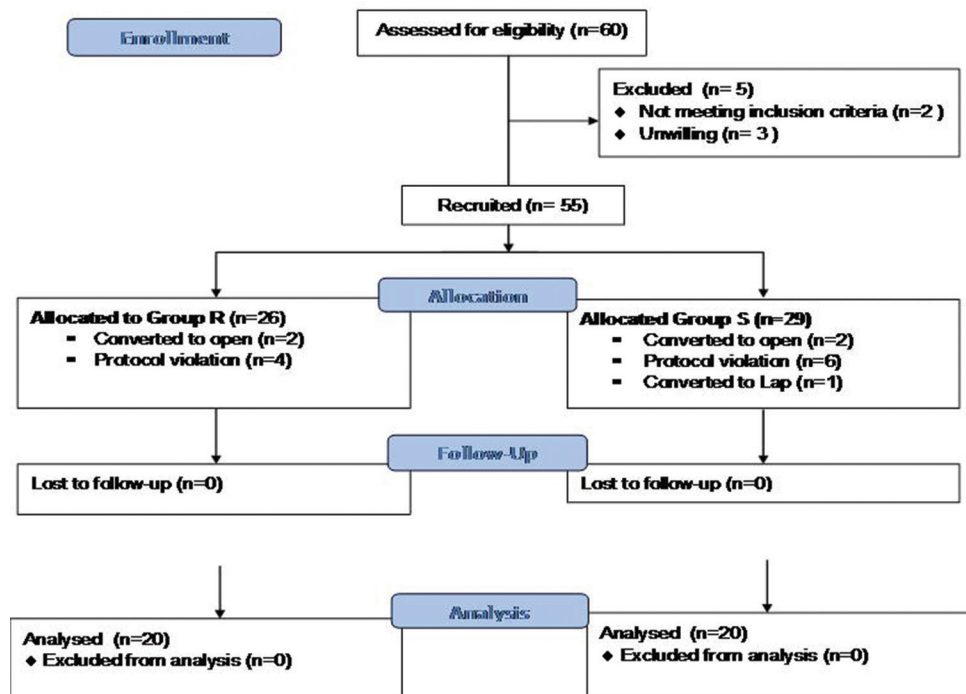 Enrollment
Assessed for eligibility (n=60)
Excluded (n= 5)
◆ Not meeting inclusion criteria (n=2 )
◆ Unwilling (n= 3 )
Recruited (n= 55)
Allocation
Allocated to Group R (n=26)
- Converted to open (n=2)
- Protocol violation (n=4)
Allocated Group S (n=29)
- Converted to open (n=2)
- Protocol violation (n=6)
- Converted to Lap (n=1)
Follow-Up
Lost to follow-up (n=0)
Lost to follow-up (n=0)
Analysis
Analysed (n=20)
◆ Excluded from analysis (n=0)
Analysed (n=20)
◆ Excluded from analysis (n=0)